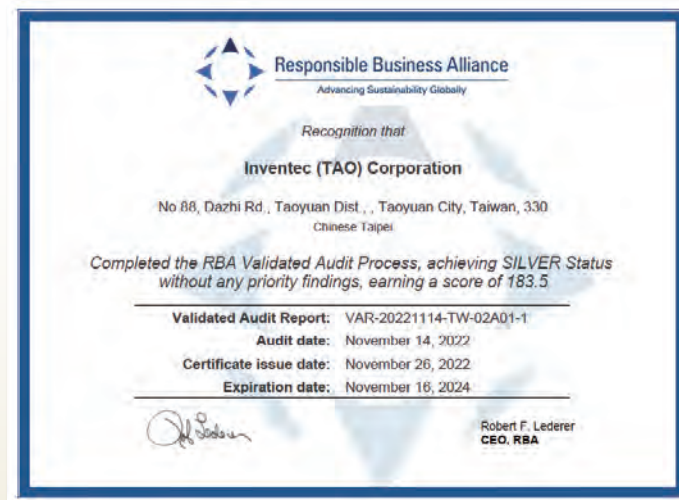 Responsible Business Alliance
Advancing Sustainability Globally
Recognition that
Inventec (TAO) Corporation
No.88, Dazhi Rd., Taoyuan Dist., , Taoyuan City, Taiwan, 330
Chinese Taipei
Completed the RBA Validated Audit Process, achieving SILVER Status
without any priority findings, earning a score of 183.5
Validated Audit Report: VAR-20221114-TW-02A01-1
Audit date: November 14, 2022
Certificate issue date: November 26, 2022
Expiration date: November 16, 2024
Robert F. Lederer
CEO, RBA